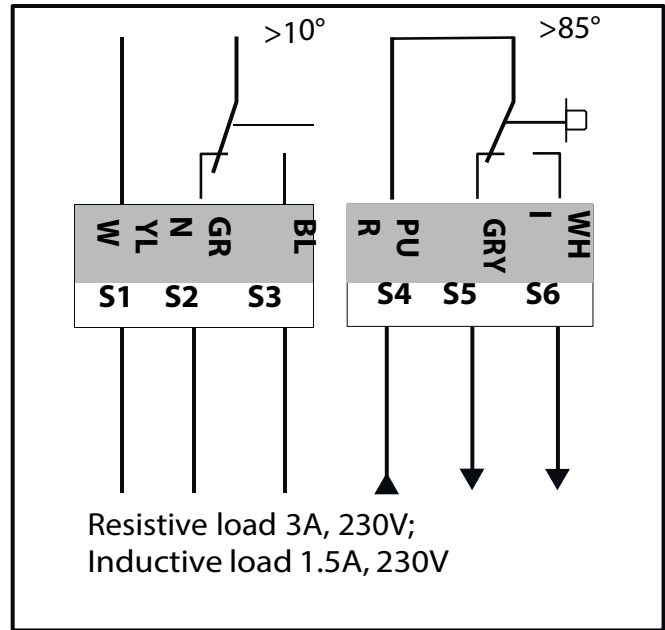 >10°
>85°
YL
W
GR
N
BL
PU
R
GRY
WH
I
S1 S2 S3
S4 S5 S6
Resistive load 3A, 230V;
Inductive load 1.5A, 230V